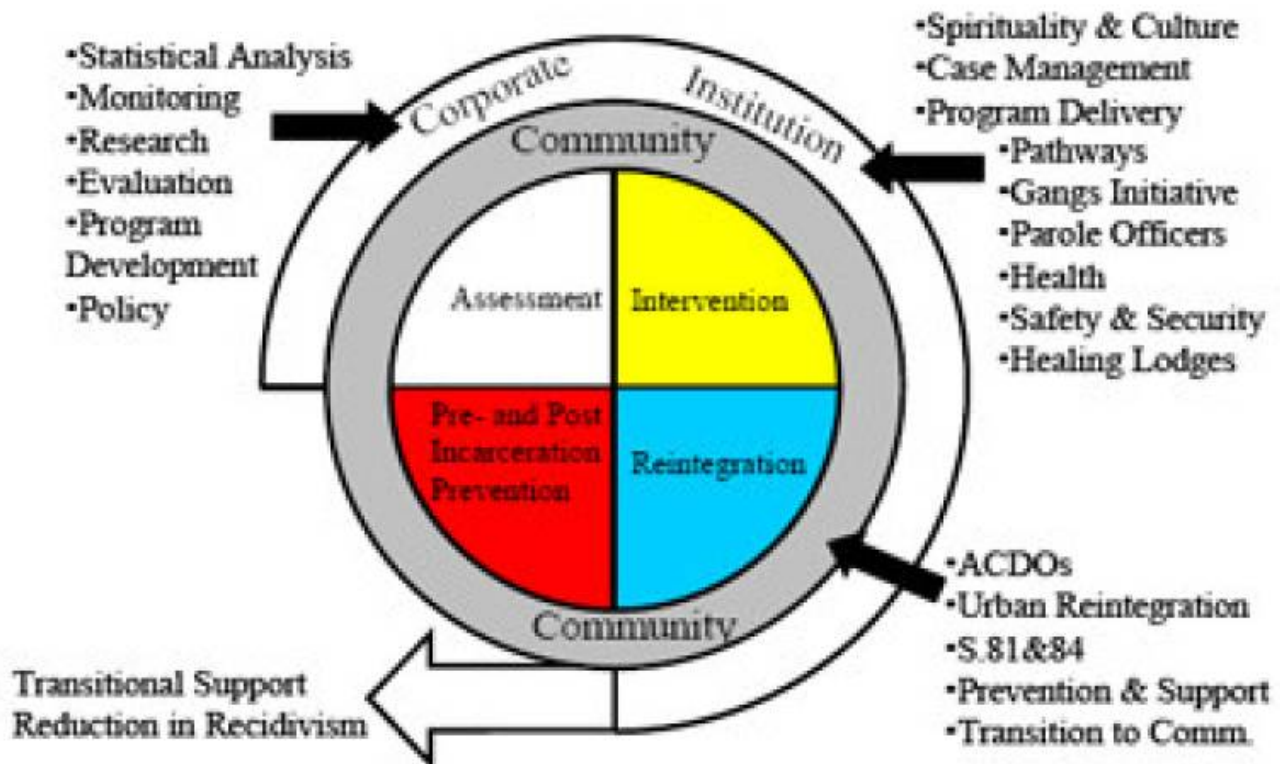 •Statistical Analysis
•Monitoring
•Research
•Evaluation
•Program
Development
•Policy
Corporate
Institution
•Spirituality & Culture
•Case Management
•Program Delivery
•Pathways
•Gangs Initiative
•Parole Officers
•Health
•Safety & Security
•Healing Lodges
Community
Assessment
Intervention
Pre- and Post
Incarceration
Prevention
Reintegration
Community
•ACDOs
•Urban Reintegration
•S.81&84
•Prevention & Support
•Transition to Comm.
Transitional Support
Reduction in Recidivism